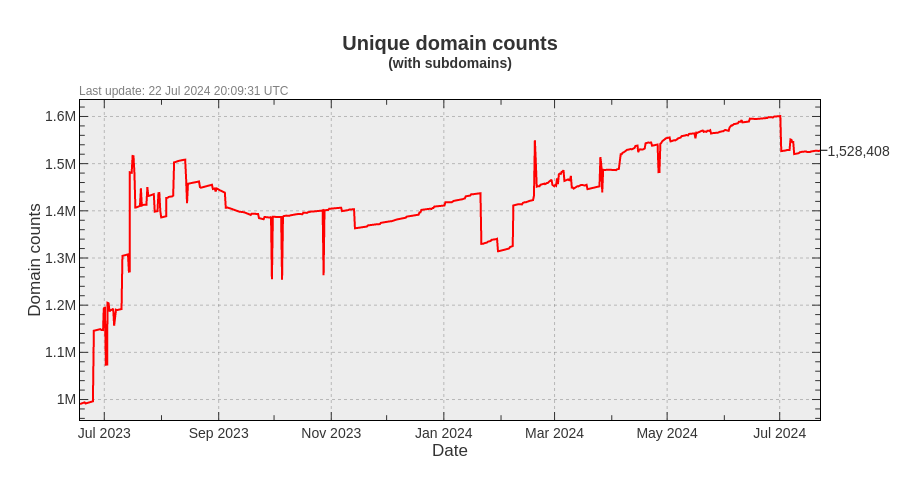 Unique domain counts
(with subdomains)
Last update: 22 Jul 2024 20:09:31 UTC
1.6M
1.5M
1,528,408
1.4M
1.3M
1.2M
1.1M
1M
Domain counts
Jul 2023 Sep 2023 Nov 2023 Jan 2024 Mar 2024 May 2024 Jul 2024
Date